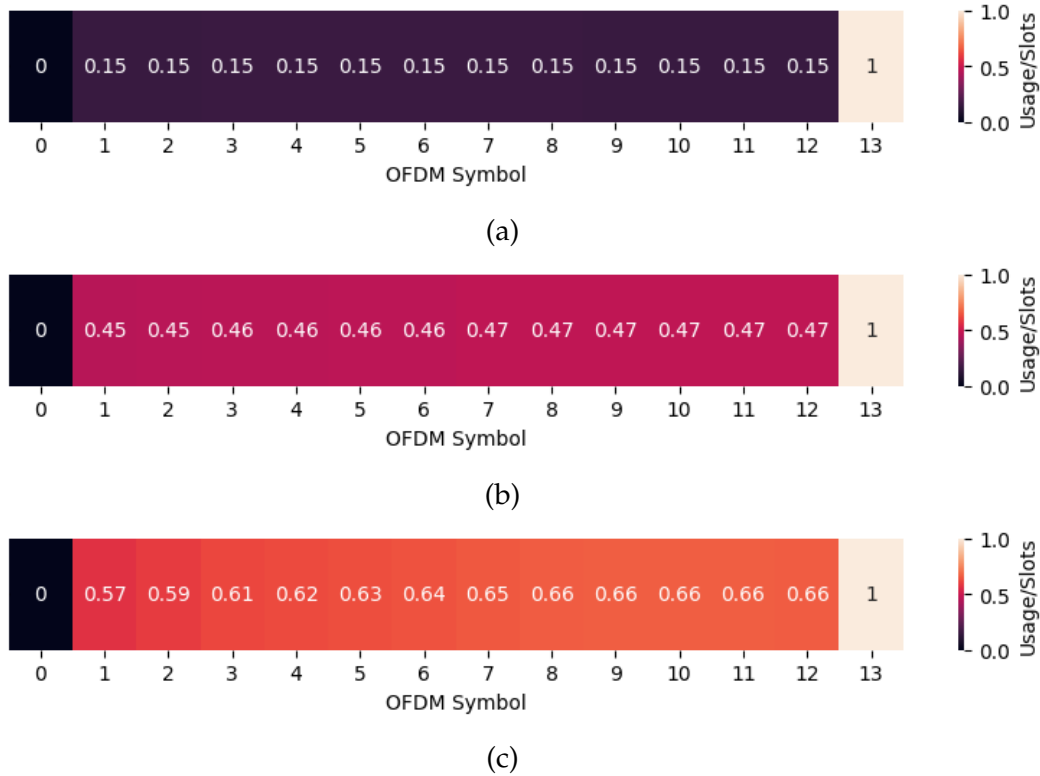 0 0.15 0.15 0.15 0.15 0.15 0.15 0.15 0.15 0.15 0.15 0.15 0.15 1
0 1 2 3 4 5 6 7 8 9 10 11 12 13
OFDM Symbol
1.0
0.5
0.0
Usage/Slots
(a)
0 0.45 0.45 0.46 0.46 0.46 0.46 0.47 0.47 0.47 0.47 0.47 0.47 1
0 1 2 3 4 5 6 7 8 9 10 11 12 13
OFDM Symbol
1.0
0.5
0.0
Usage/Slots
(b)
0 0.57 0.59 0.61 0.62 0.63 0.64 0.65 0.66 0.66 0.66 0.66 0.66 1
0 1 2 3 4 5 6 7 8 9 10 11 12 13
OFDM Symbol
1.0
0.5
0.0
Usage/Slots
(c)